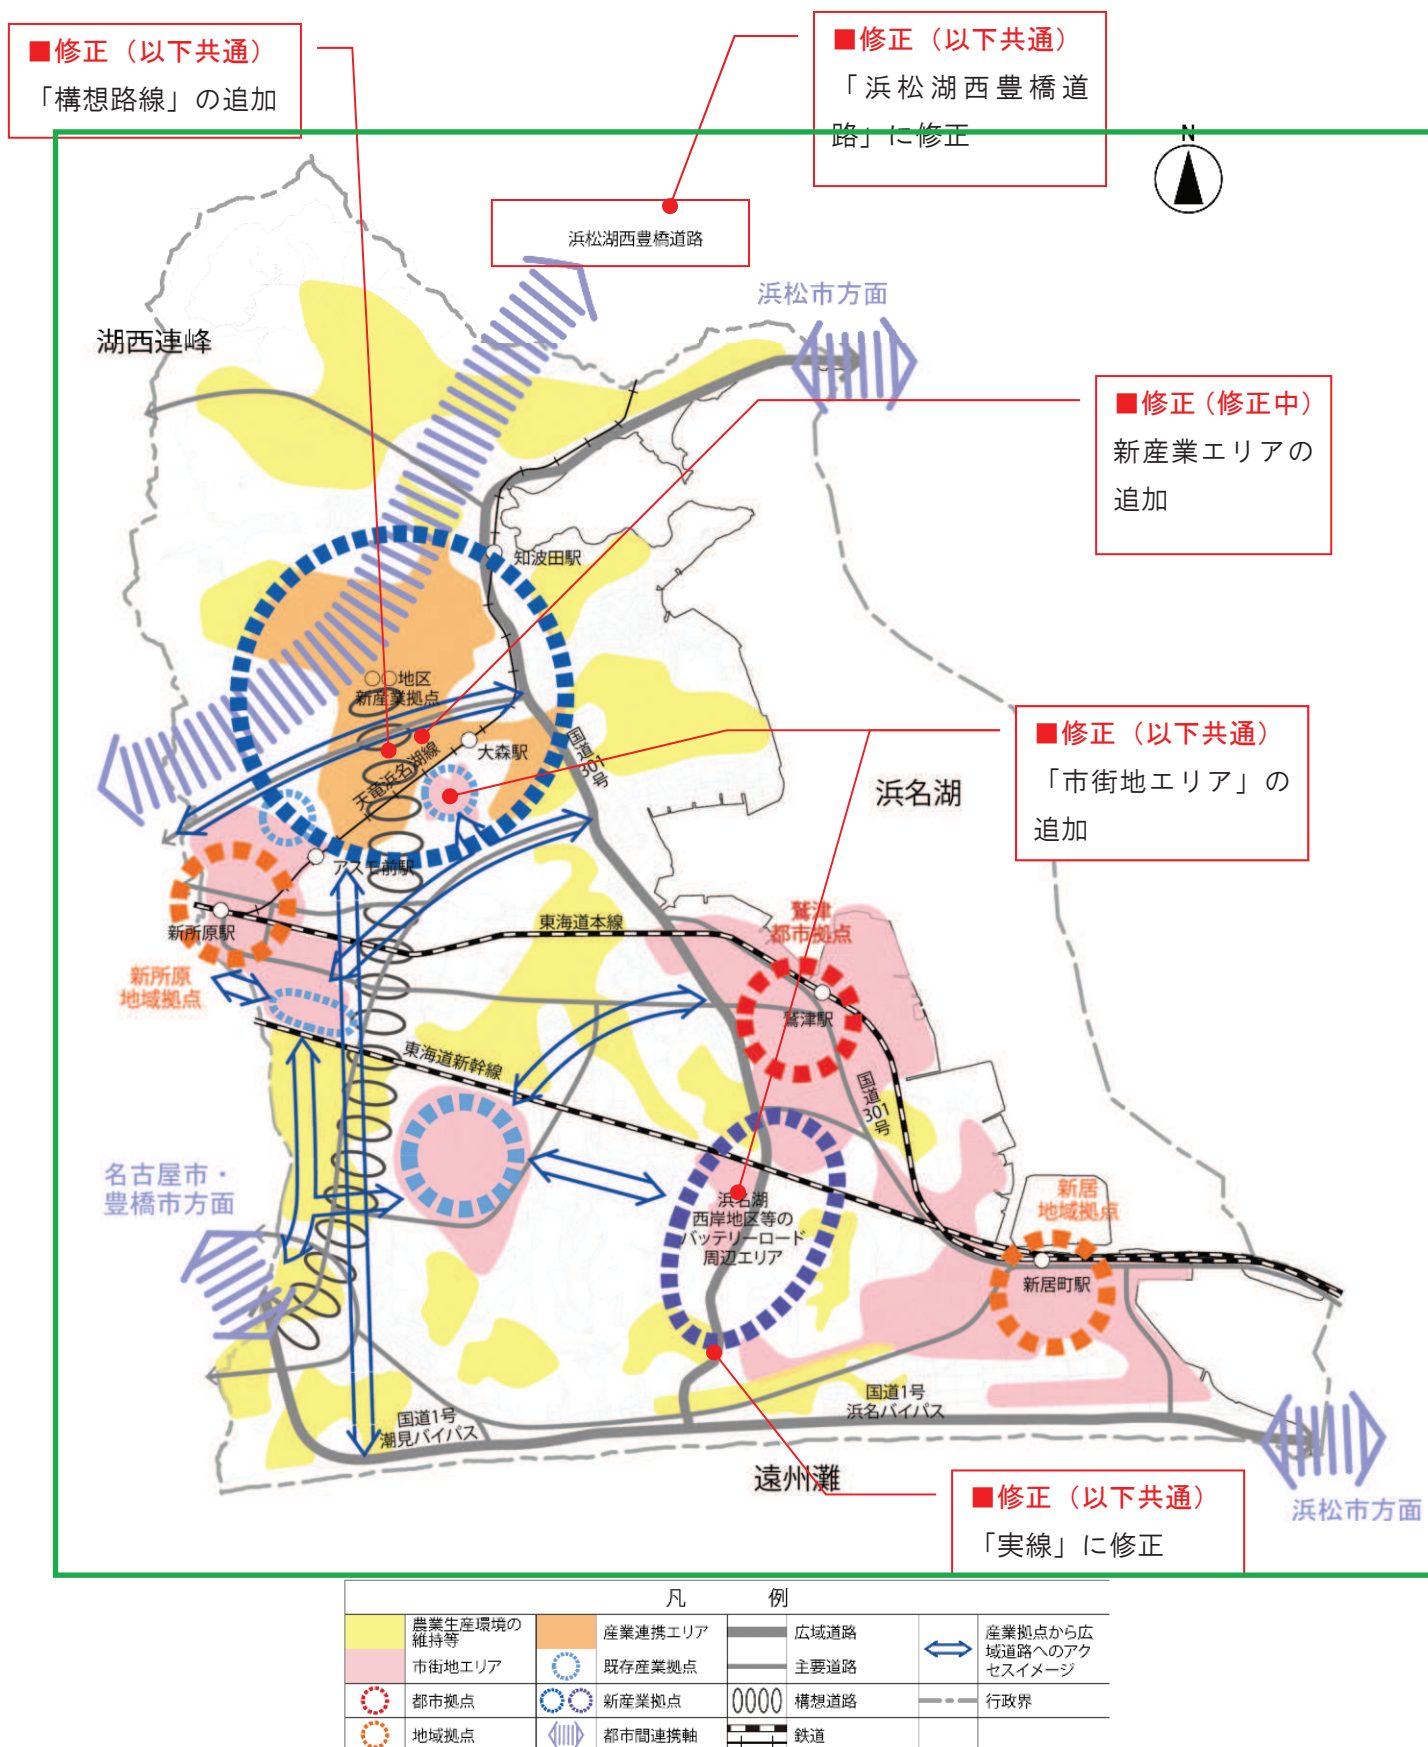 ■修正（以下共通）
「構想路線」の追加
■修正（以下共通）
「浜松湖西豊橋道
路」に修正
N
浜松湖西豊橋道路
浜松市方面
湖西連峰
■修正（修正中）
新産業エリアの
追加
知波田駅
○○地区
新産業拠点
大森駅
天竜浜名湖線
国道301号
■修正（以下共通）
「市街地エリア」の
追加
浜名湖
アスモ前駅
新所原駅
新所原
地域拠点
東海道本線
鷲津
都市拠点
鷲津駅
東海道新幹線
国道301号
名古屋市・
豊橋市方面
浜名湖
西岸地区等の
バッテリーロード
周辺エリア
新居
地域拠点
新居町駅
国道1号
浜名バイパス
国道1号
潮見バイパス
遠州灘
■修正（以下共通）
「実線」に修正
浜松市方面
凡例
農業生産環境の
維持等
産業連携エリア
広域道路
産業拠点から広
域道路へのアク
セスイメージ
市街地エリア
既存産業拠点
主要道路
都市拠点
新産業拠点
構想道路
行政界
地域拠点
都市間連携軸
鉄道